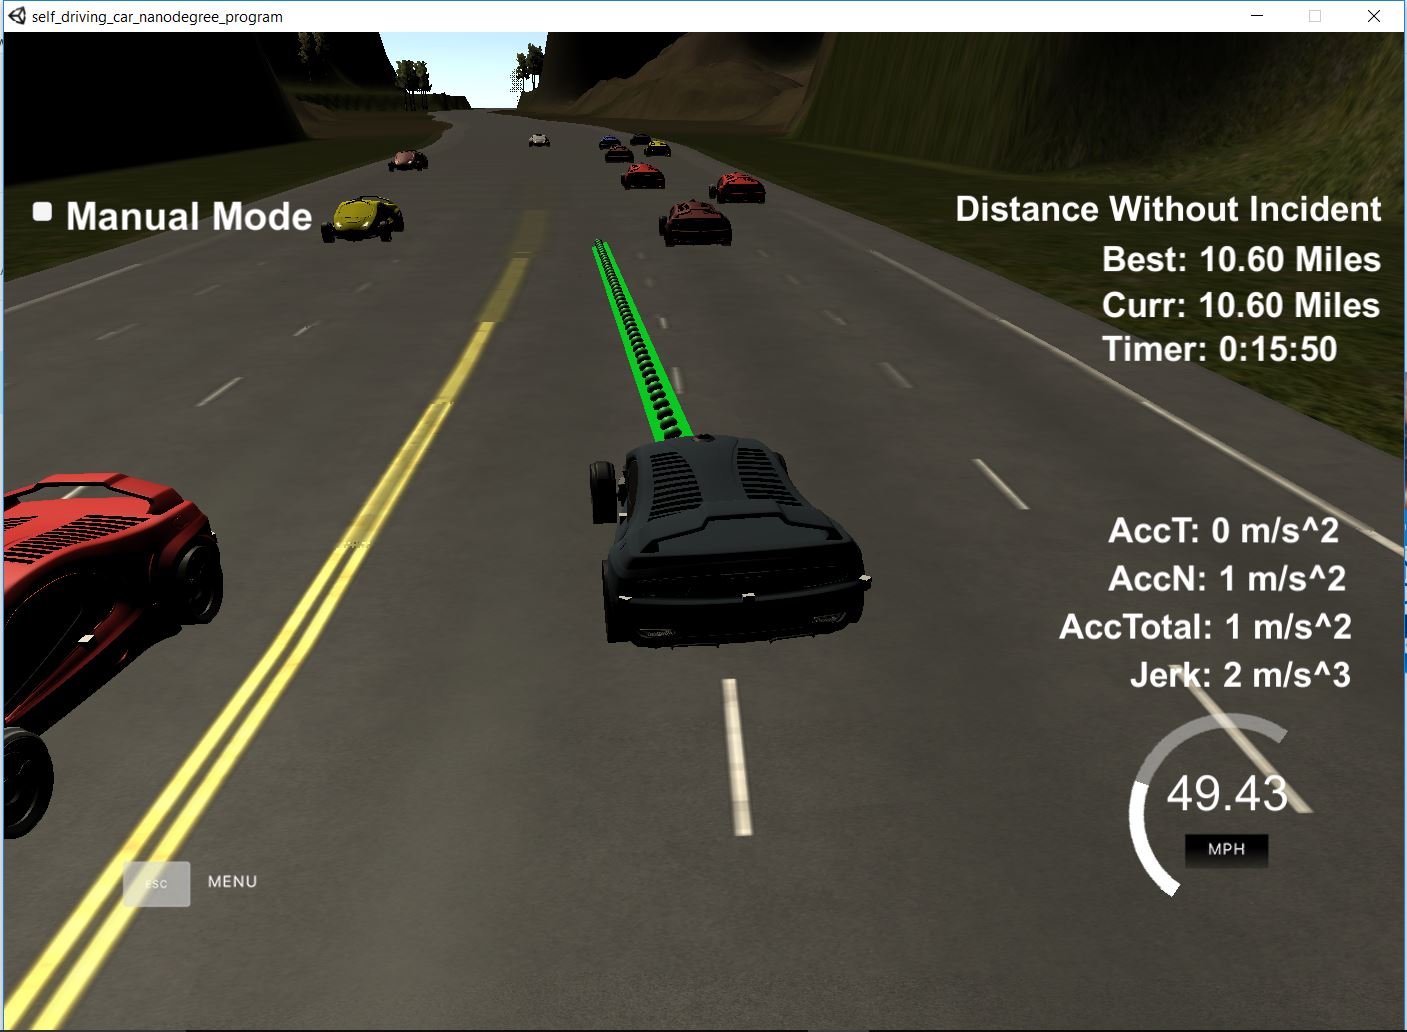 self_driving_car_nanodegree_program
Manual Mode
Distance Without Incident
Best: 10.60 Miles
Curr: 10.60 Miles
Timer: 0:15:50
AccT: 0 m/s^2
AccN: 1 m/s^2
AccTotal: 1 m/s^2
Jerk: 2 m/s^3
49.43
MPH
ESC MENU